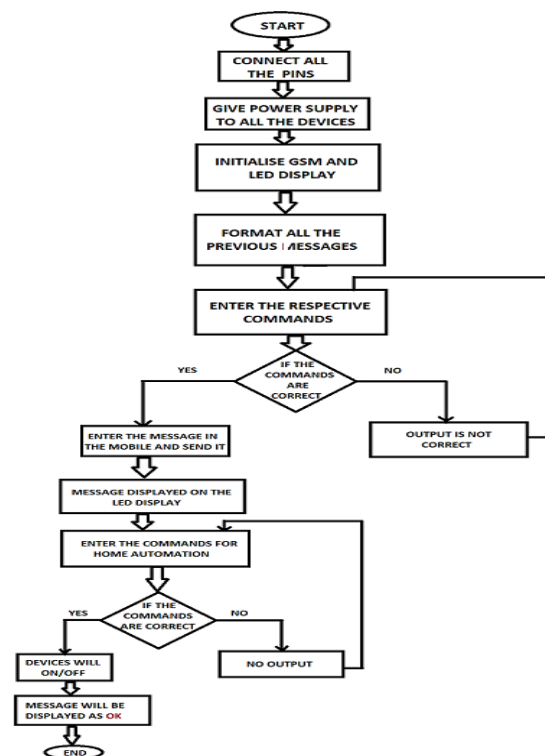 START
CONNECT ALL
THE PINS
GIVE POWER SUPPLY
TO ALL THE DEVICES
INITIALISE GSM AND
LED DISPLAY
FORMAT ALL THE
PREVIOUS MESSAGES
ENTER THE RESPECTIVE
COMMANDS
IF THE
COMMANDS
ARE
CORRECT
YES
NO
ENTER THE MESSAGE IN
THE MOBILE AND SEND IT
OUTPUT IS NOT
CORRECT
MESSAGE DISPLAYED ON THE
LED DISPLAY
ENTER THE COMMANDS FOR
HOME AUTOMATION
IF THE
COMMANDS
ARE CORRECT
YES
NO
DEVICES WILL
ON/OFF
NO OUTPUT
MESSAGE WILL BE
DISPLAYED AS OK
END